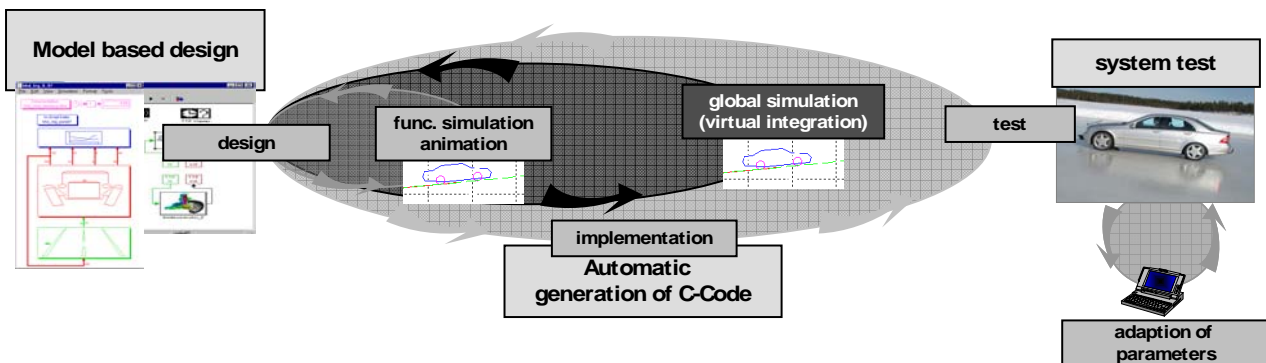 Model based design
design
func. simulation
animation
global simulation
(virtual integration)
test
system test
implementation
Automatic
generation of C-Code
adaption of
parameters